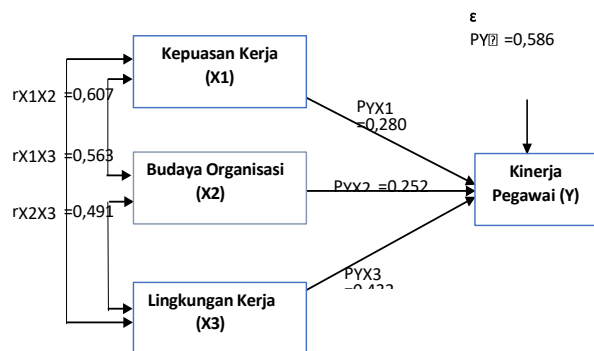 ε
PY =0,586
Kepuasan Kerja
(X1)
rX1X2 =0,607
PYX1
=0,280
rX1X3 =0,563
Budaya Organisasi
(X2)
Kinerja
Pegawai (Y)
PYX2 =0,252
rX2X3 =0,491
PYX3
Lingkungan Kerja
(X3)